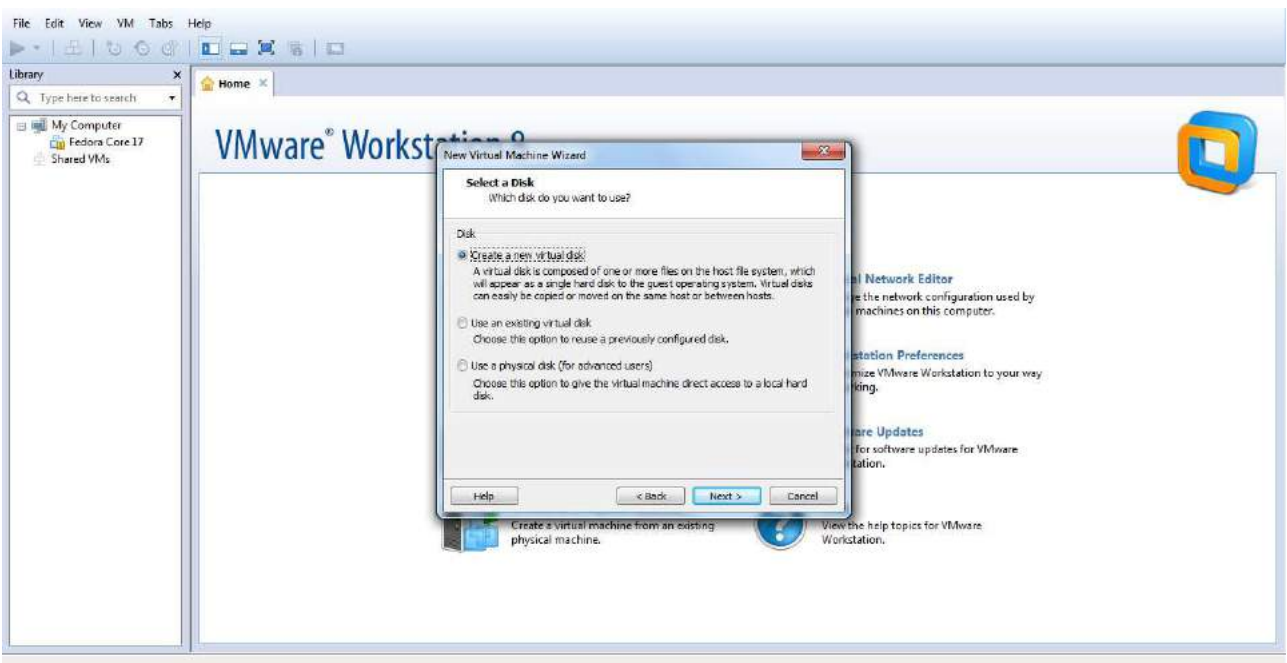 File Edit View VM Tabs Help
Library x
Type here to search
Home x
My Computer
Fedora Core 17
Shared VMs
VMware® Workst
New Virtual Machine Wizard
Select a Disk
Which disk do you want to use?
Disk
Create a new virtual disk
A virtual disk is composed of one or more files on the host file system, which
will appear as a single hard disk to the guest operating system. Virtual disks
can easily be copied or moved on the same host or between hosts.
Use an existing virtual disk
Choose this option to reuse a previously configured disk.
Use a physical disk (for advanced users)
Choose this option to give the virtual machine direct access to a local hard
disk.
Help < Back Next > Cancel
al Network Editor
e the network configuration used by
machines on this computer.
station Preferences
mize VMware Workstation to your way
king.
are Updates
for software updates for VMware
tation.
Create a virtual machine from an existing
physical machine.
View the help topics for VMware
Workstation.